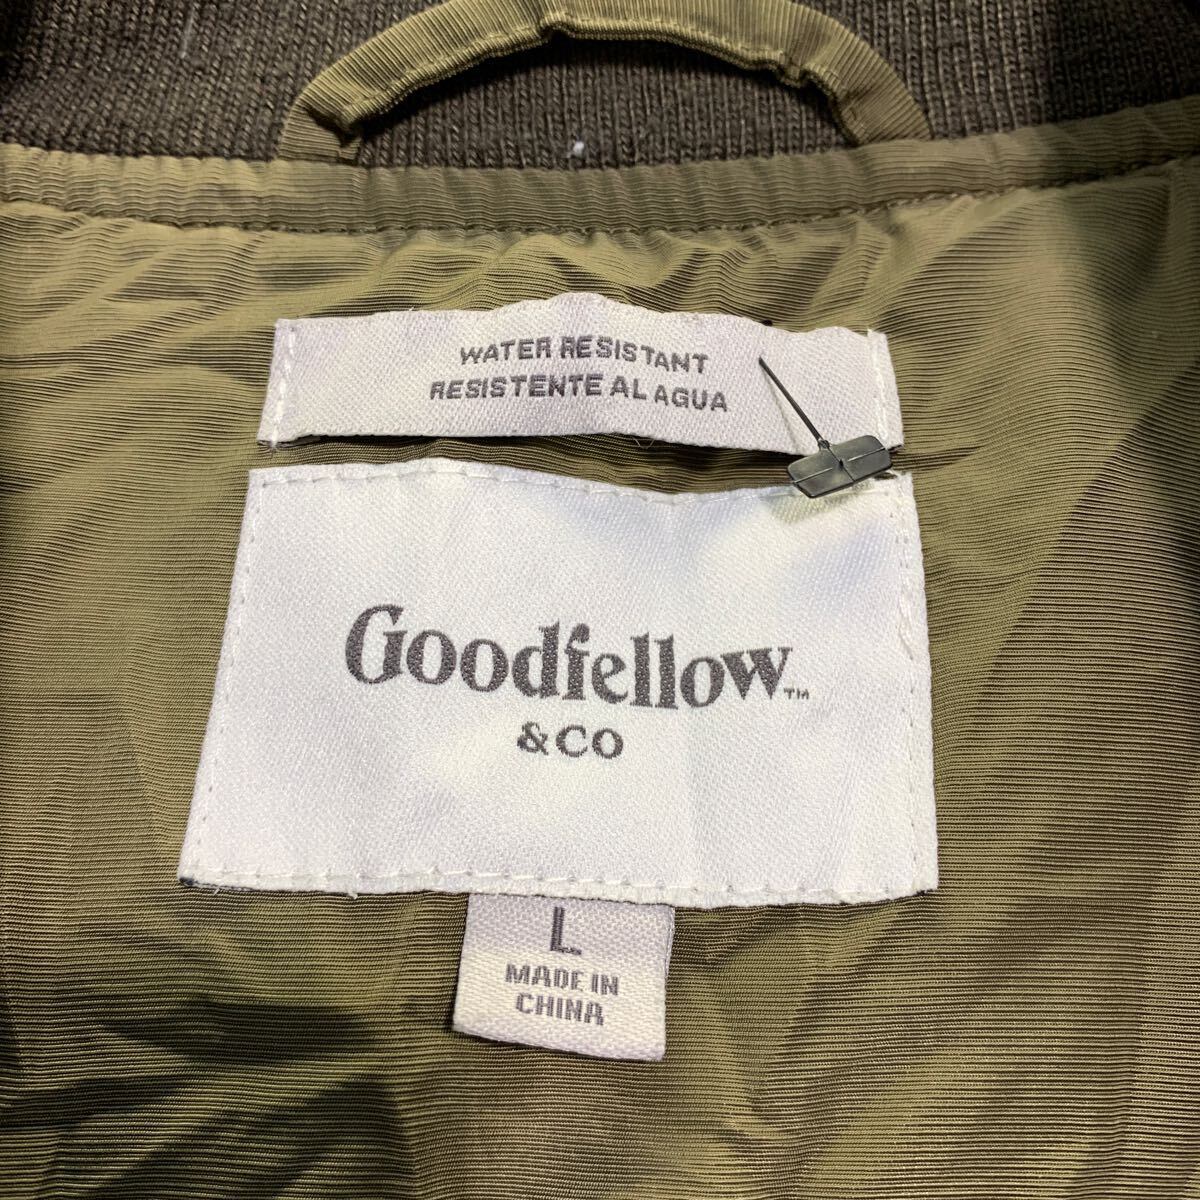 WATER RESISTANT
RESISTENTE AL AGUA
Goodfellow™
& CO
L
MADE IN
CHINA